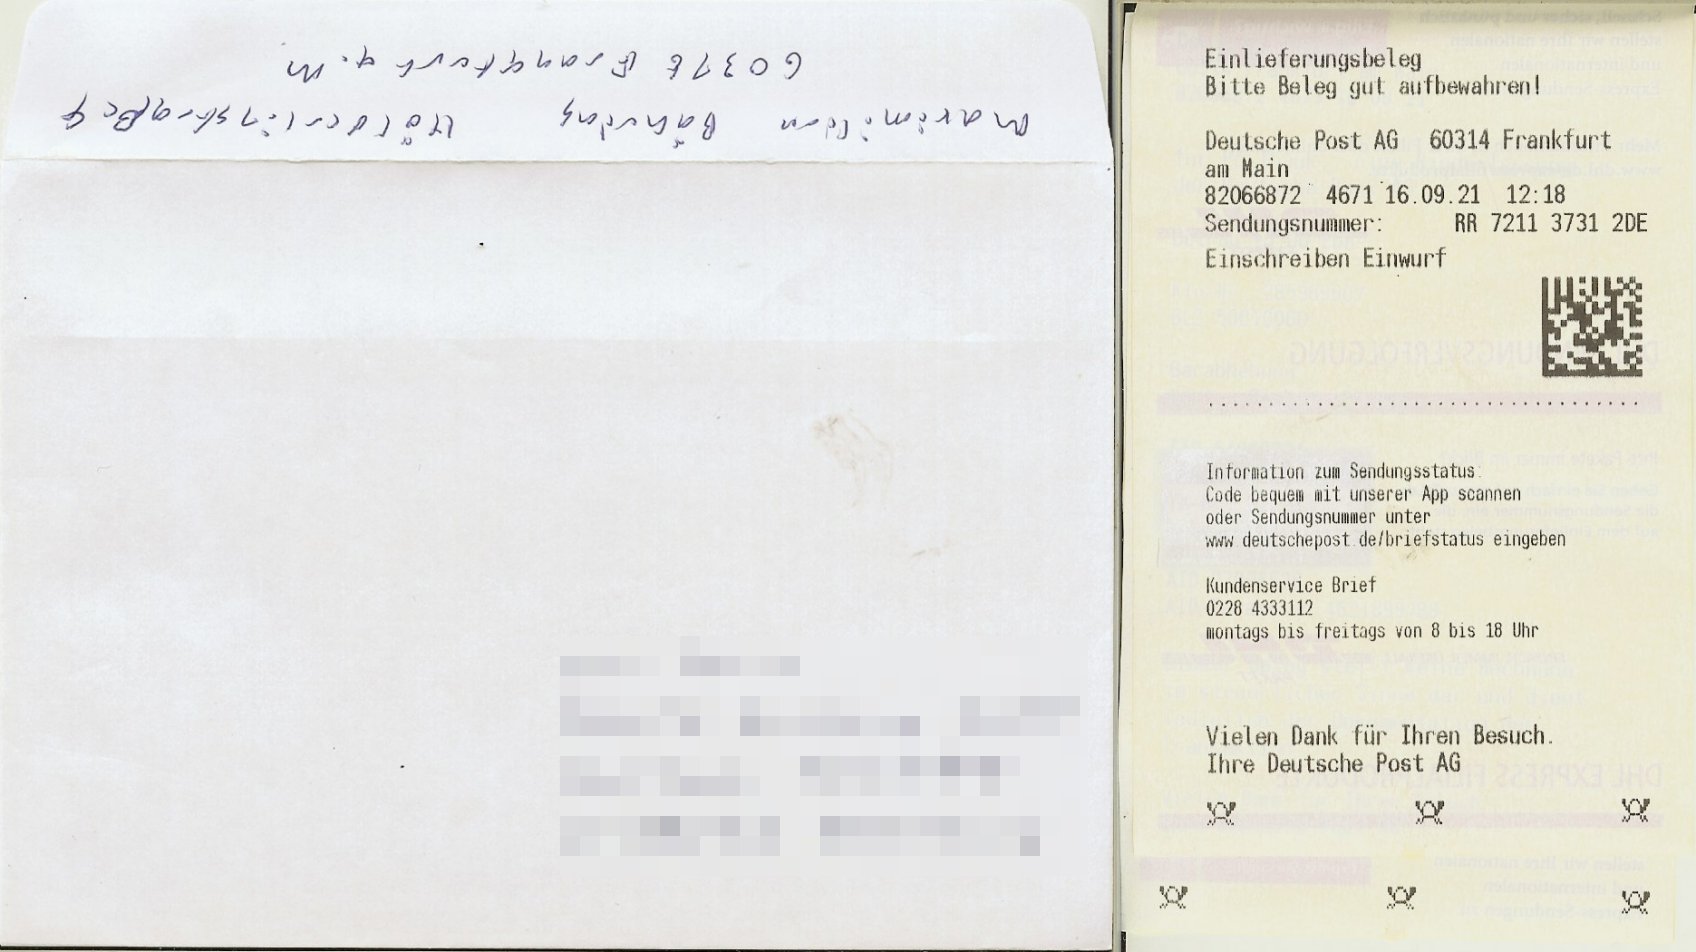 Maximilian Hölderlinstraße 4
60316 Frankfurt a. M
Einlieferungsbeleg
Bitte Beleg gut aufbewahren!
Deutsche Post AG 60314 Frankfurt
am Main
82066872 4671 16.09.21 12:18
Sendungsnummer: RR 7211 3731 2DE
Einschreiben Einwurf
Information zum Sendungsstatus:
Code bequem mit unserer App scannen
oder Sendungsnummer unter
www.deutschepost.de/briefstatus eingeben
Kundenservice Brief
0228 4333112
montags bis freitags von 8 bis 18 Uhr
Vielen Dank für Ihren Besuch.
Ihre Deutsche Post AG